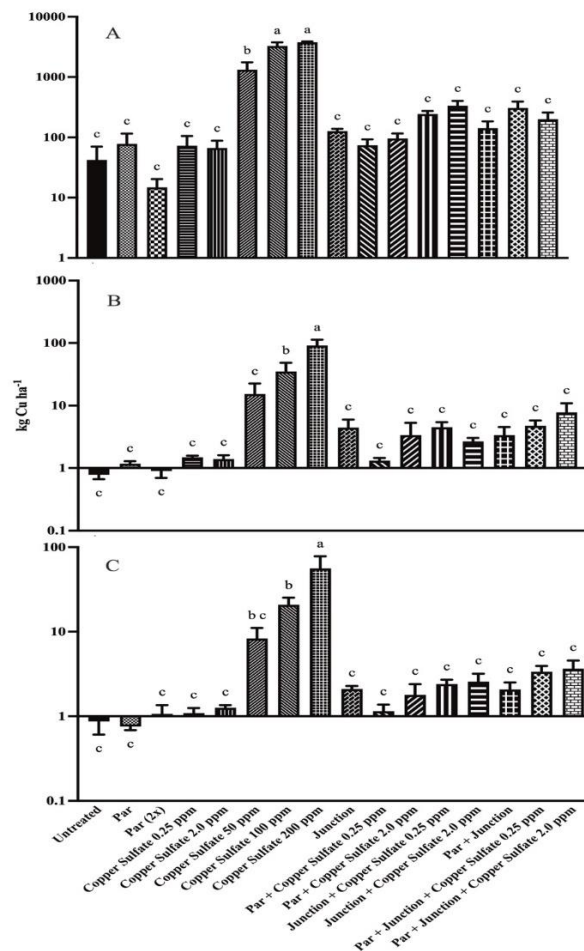 A
10000
1000
100
10
1
c c c c c b a a c c c c c c c c
B
kg Cu ha⁻¹
1000
100
10
1
0.1
c c c c b a c c c c c c c c
c c
C
100
10
1
0.1
c c c b c b a c c c c c c c c
c c
Untreated
Par
Par (2x)
Copper Sulfate 0.25 ppm
Copper Sulfate 2.0 ppm
Copper Sulfate 50 ppm
Copper Sulfate 100 ppm
Copper Sulfate 200 ppm
Junction
Par + Copper Sulfate 0.25 ppm
Par + Copper Sulfate 2.0 ppm
Junction + Copper Sulfate 0.25 ppm
Junction + Copper Sulfate 2.0 ppm
Par + Junction
Par + Junction + Copper Sulfate 0.25 ppm
Par + Junction + Copper Sulfate 2.0 ppm